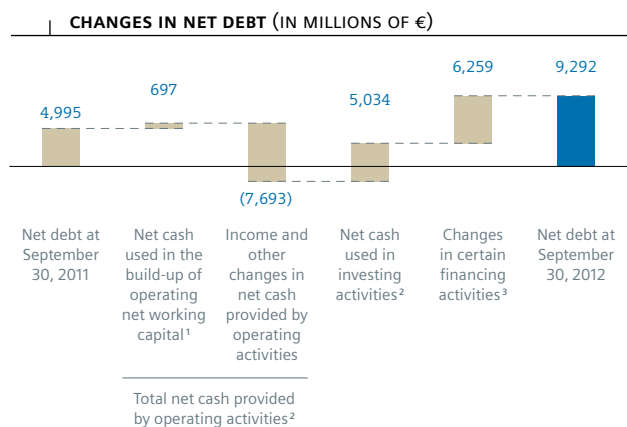 CHANGES IN NET DEBT (IN MILLIONS OF €)
4,995
697
(7,693)
5,034
6,259
9,292
Net debt at
September
30, 2011
Net cash
used in the
build-up of
operating
net working
capital¹
Income and
other
changes in
net cash
provided by
operating
activities
Net cash
used in
investing
activities²
Changes
in certain
financing
activities³
Net debt at
September
30, 2012
Total net cash provided
by operating activities²